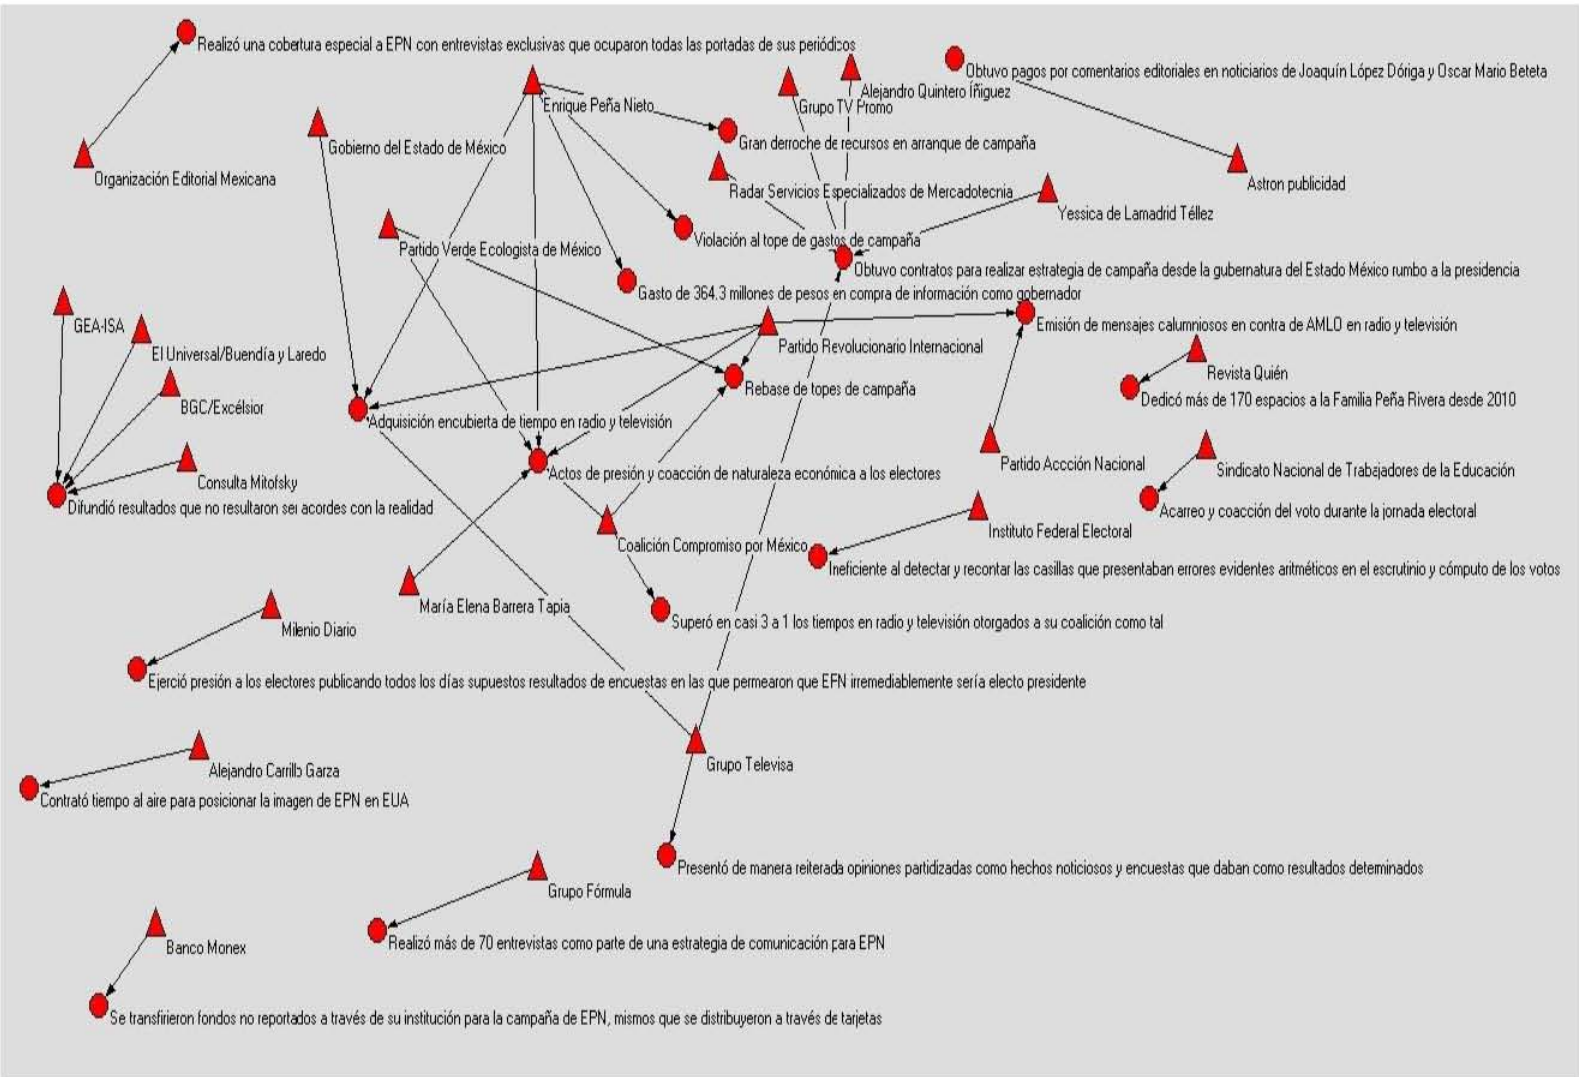 Realizó una cobertura especial a EPN con entrevistas exclusivas que ocuparon todas las portadas de sus periódicos
Obtuvo pagos por comentarios editoriales en noticiarios de Joaquín López Dóriga y Oscar Mario Beteta
Alejandro Quintero Íñiguez
Enrique Peña Nieto
Grupo TV Promo
Gran derroche de recursos en arranque de campaña
Gobierno del Estado de México
Organización Editorial Mexicana
Astron publicidad
Radar Servicios Especializados de Mercadotecnia
Yessica de Lamadrid Téllez
Violación al tope de gastos de campaña
Partido Verde Ecologista de México
Obtuvo contratos para realizar estrategia de campaña desde la gubernatura del Estado México rumbo a la presidencia
Gasto de 364.3 millones de pesos en compra de información como gobernador
GEA-ISA
Emisión de mensajes calumniosos en contra de AMLO en radio y televisión
Partido Revolucionario Internacional
El Universal/Buendía y Laredo
Revista Quién
Rebase de topes de campaña
Dedicó más de 170 espacios a la Familia Peña Rivera desde 2010
BGC/Excélsior
Adquisición encubierta de tiempo en radio y televisión
Partido Accción Nacional
Sindicato Nacional de Trabajadores de la Educación
Actos de presión y coacción de naturaleza económica a los electores
Consulta Mitofsky
Difundió resultados que no resultaron ser acordes con la realidad
Acarreo y coacción del voto durante la jornada electoral
Instituto Federal Electoral
Coalición Compromiso por México
Ineficiente al detectar y recontar las casillas que presentaban errores evidentes aritméticos en el escrutinio y cómputo de los votos
María Elena Barrera Tapia
Superó en casi 3 a 1 los tiempos en radio y televisión otorgados a su coalición como tal
Milenio Diario
Ejerció presión a los electores publicando todos los días supuestos resultados de encuestas en las que permearon que EPN irremediablemente sería electo presidente
Grupo Televisa
Alejandro Carrillo Garza
Contrató tiempo al aire para posicionar la imagen de EPN en EUA
Presentó de manera reiterada opiniones partidizadas como hechos noticiosos y encuestas que daban como resultados determinados
Grupo Fórmula
Realizó más de 70 entrevistas como parte de una estrategia de comunicación para EPN
Banco Monex
Se transfirieron fondos no reportados a través de su institución para la campaña de EPN, mismos que se distribuyeron a través de tarjetas